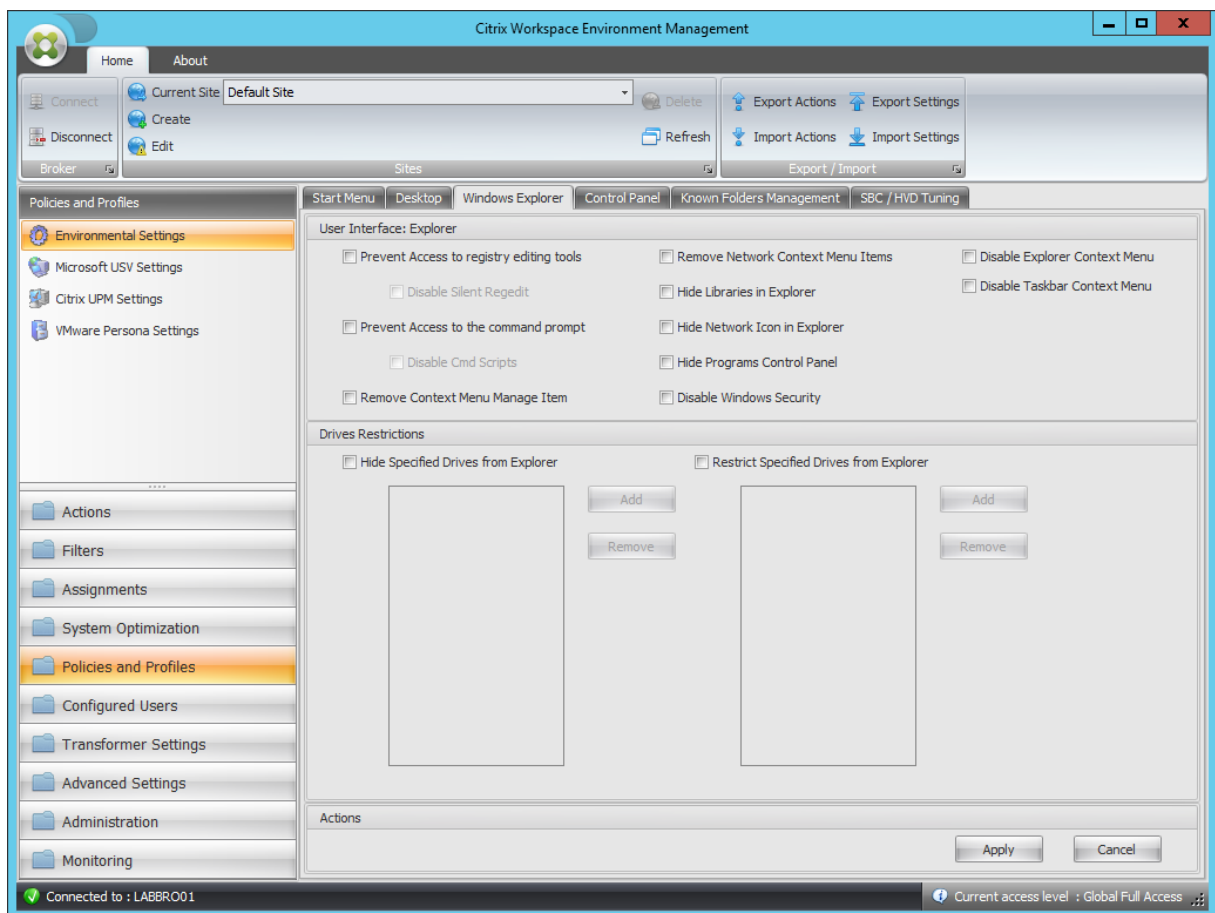 Citrix Workspace Environment Management
Home About
Connect
Disconnect
Broker
Current Site Default Site
Create
Edit
Delete
Refresh
Sites
Export Actions Export Settings
Import Actions Import Settings
Export / Import
Policies and Profiles
Environmental Settings
Microsoft USV Settings
Citrix UPM Settings
VMware Persona Settings
Actions
Filters
Assignments
System Optimization
Policies and Profiles
Configured Users
Transformer Settings
Advanced Settings
Administration
Monitoring
Start Menu Desktop Windows Explorer Control Panel Known Folders Management SBC / HVD Tuning
User Interface: Explorer
Prevent Access to registry editing tools Remove Network Context Menu Items Disable Explorer Context Menu
Disable Silent Regedit Hide Libraries in Explorer Disable Taskbar Context Menu
Prevent Access to the command prompt Hide Network Icon in Explorer
Disable Cmd Scripts Hide Programs Control Panel
Remove Context Menu Manage Item Disable Windows Security
Drives Restrictions
Hide Specified Drives from Explorer Restrict Specified Drives from Explorer
Add Add
Remove Remove
Actions
Apply Cancel
Connected to : LABBRO01 Current access level : Global Full Access